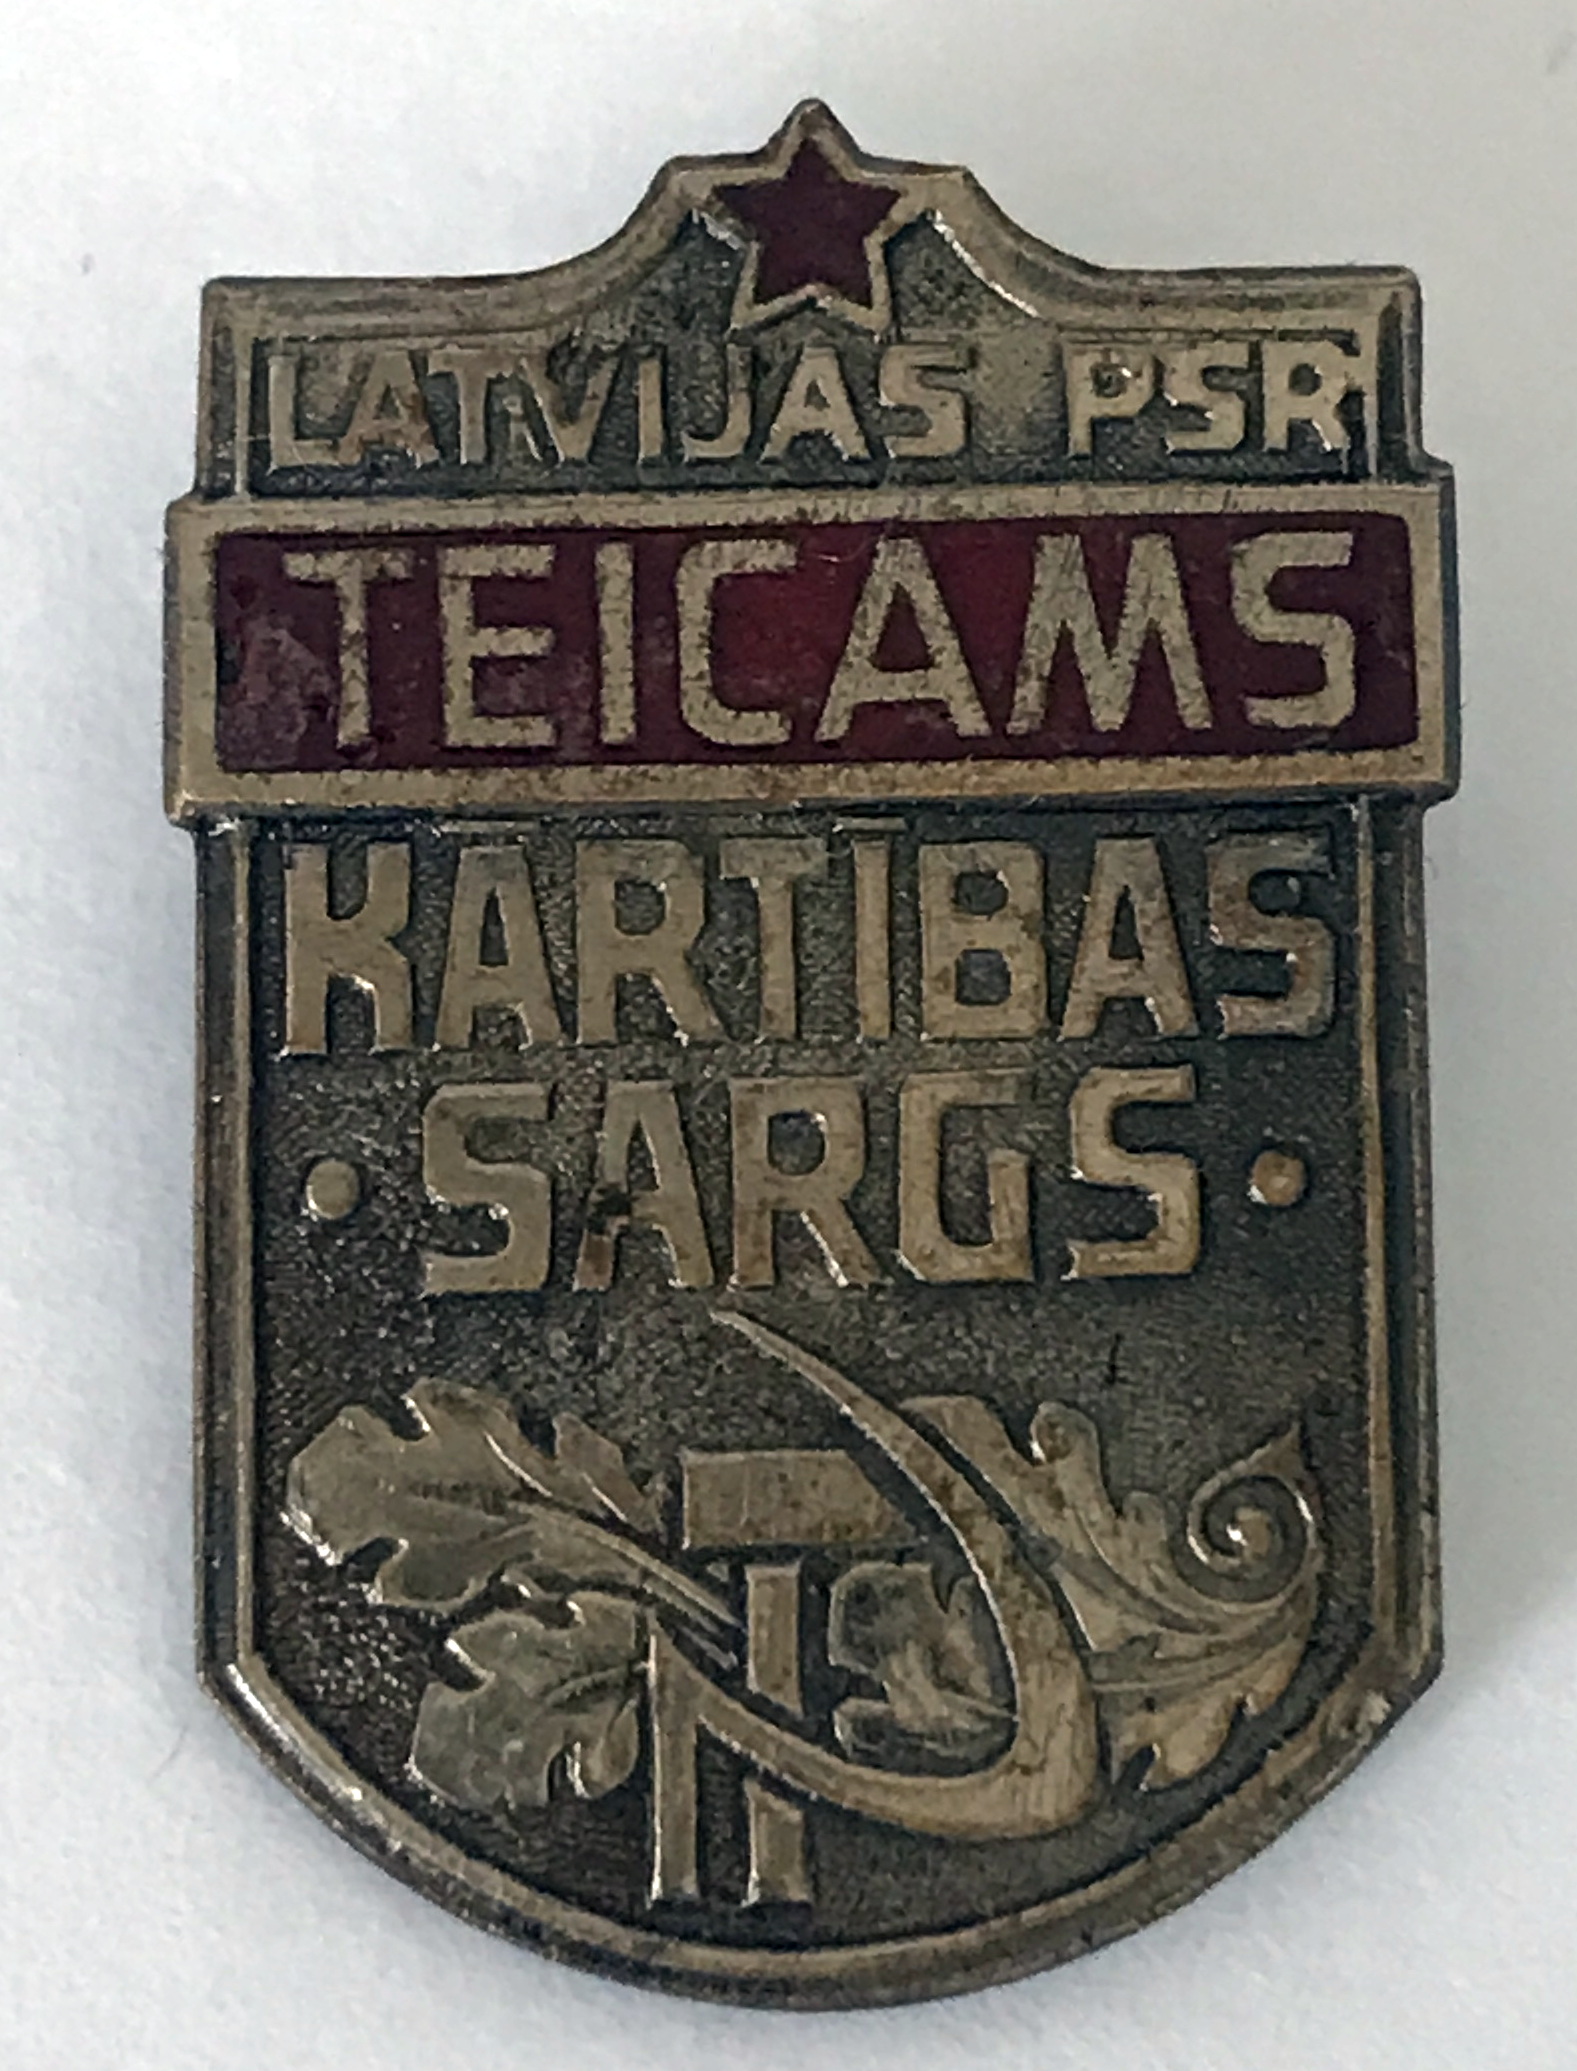 LATVIJAS PSR
TEICAMS
KĀRTĪBAS
SARGS